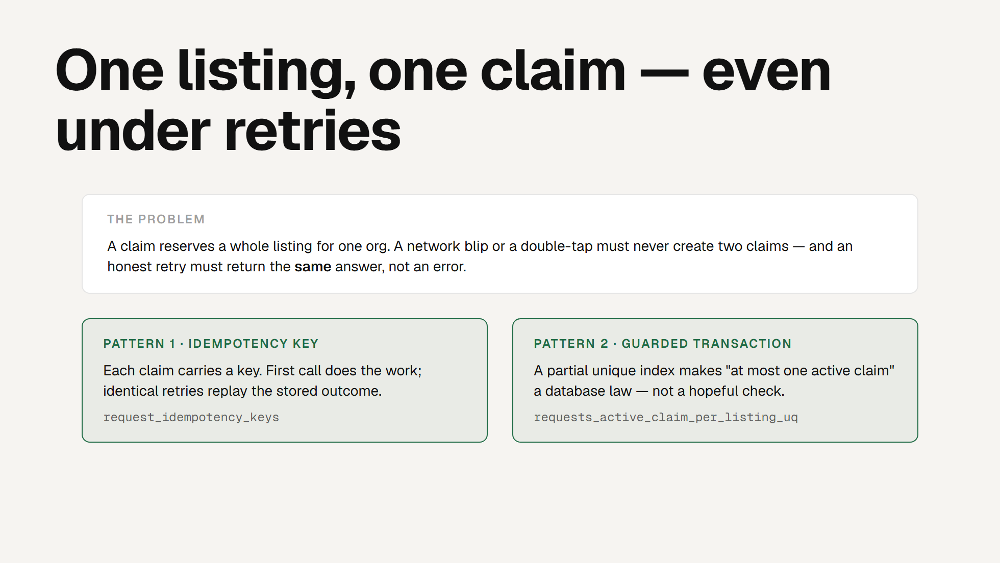 One listing, one claim — even
under retries
THE PROBLEM
A claim reserves a whole listing for one org. A network blip or a double-tap must never create two claims — and an
honest retry must return the same answer, not an error.
PATTERN 1 · IDEMPOTENCY KEY
Each claim carries a key. First call does the work;
identical retries replay the stored outcome.
request_idempotency_keys
PATTERN 2 · GUARDED TRANSACTION
A partial unique index makes "at most one active claim"
a database law — not a hopeful check.
requests_active_claim_per_listing_uq